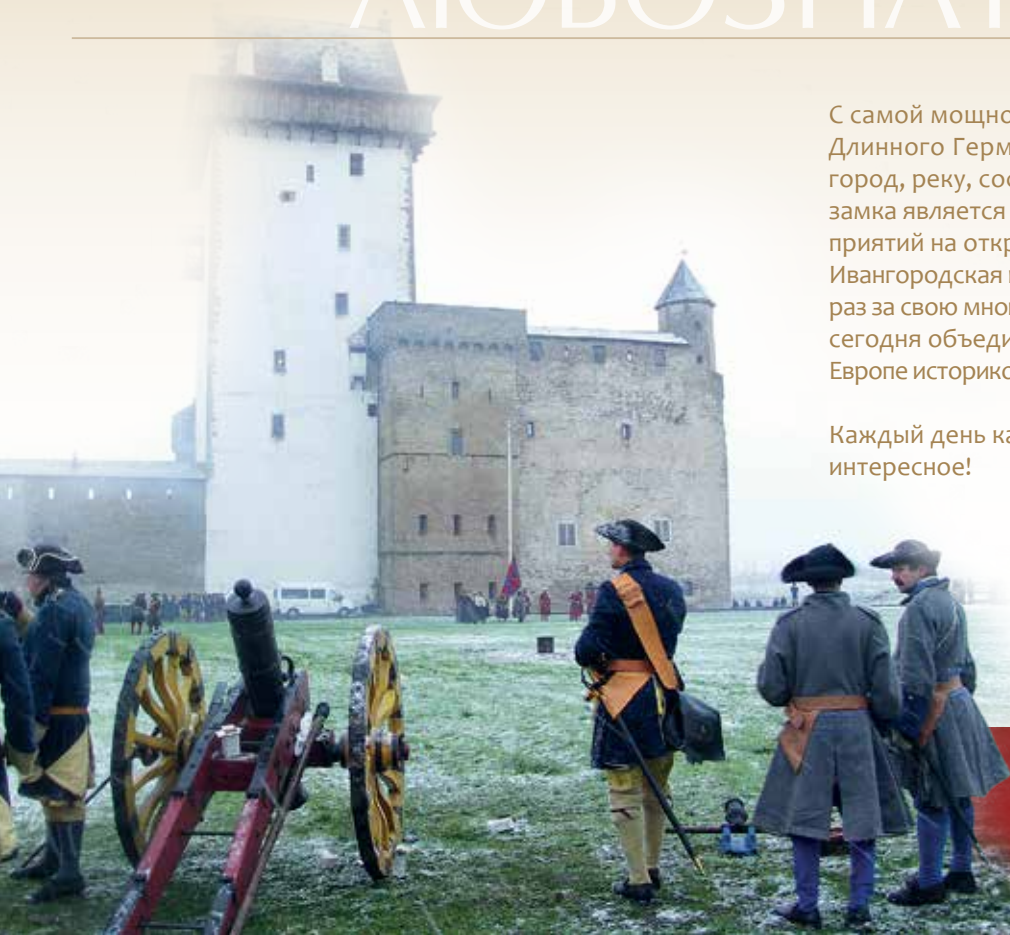 С самой мощно
Длинного Герм
город, реку, сос
замка является
приятий на откр
Ивангородская
раз за свою мно
сегодня объеди
Европе историко
Каждый день ка
интересное!